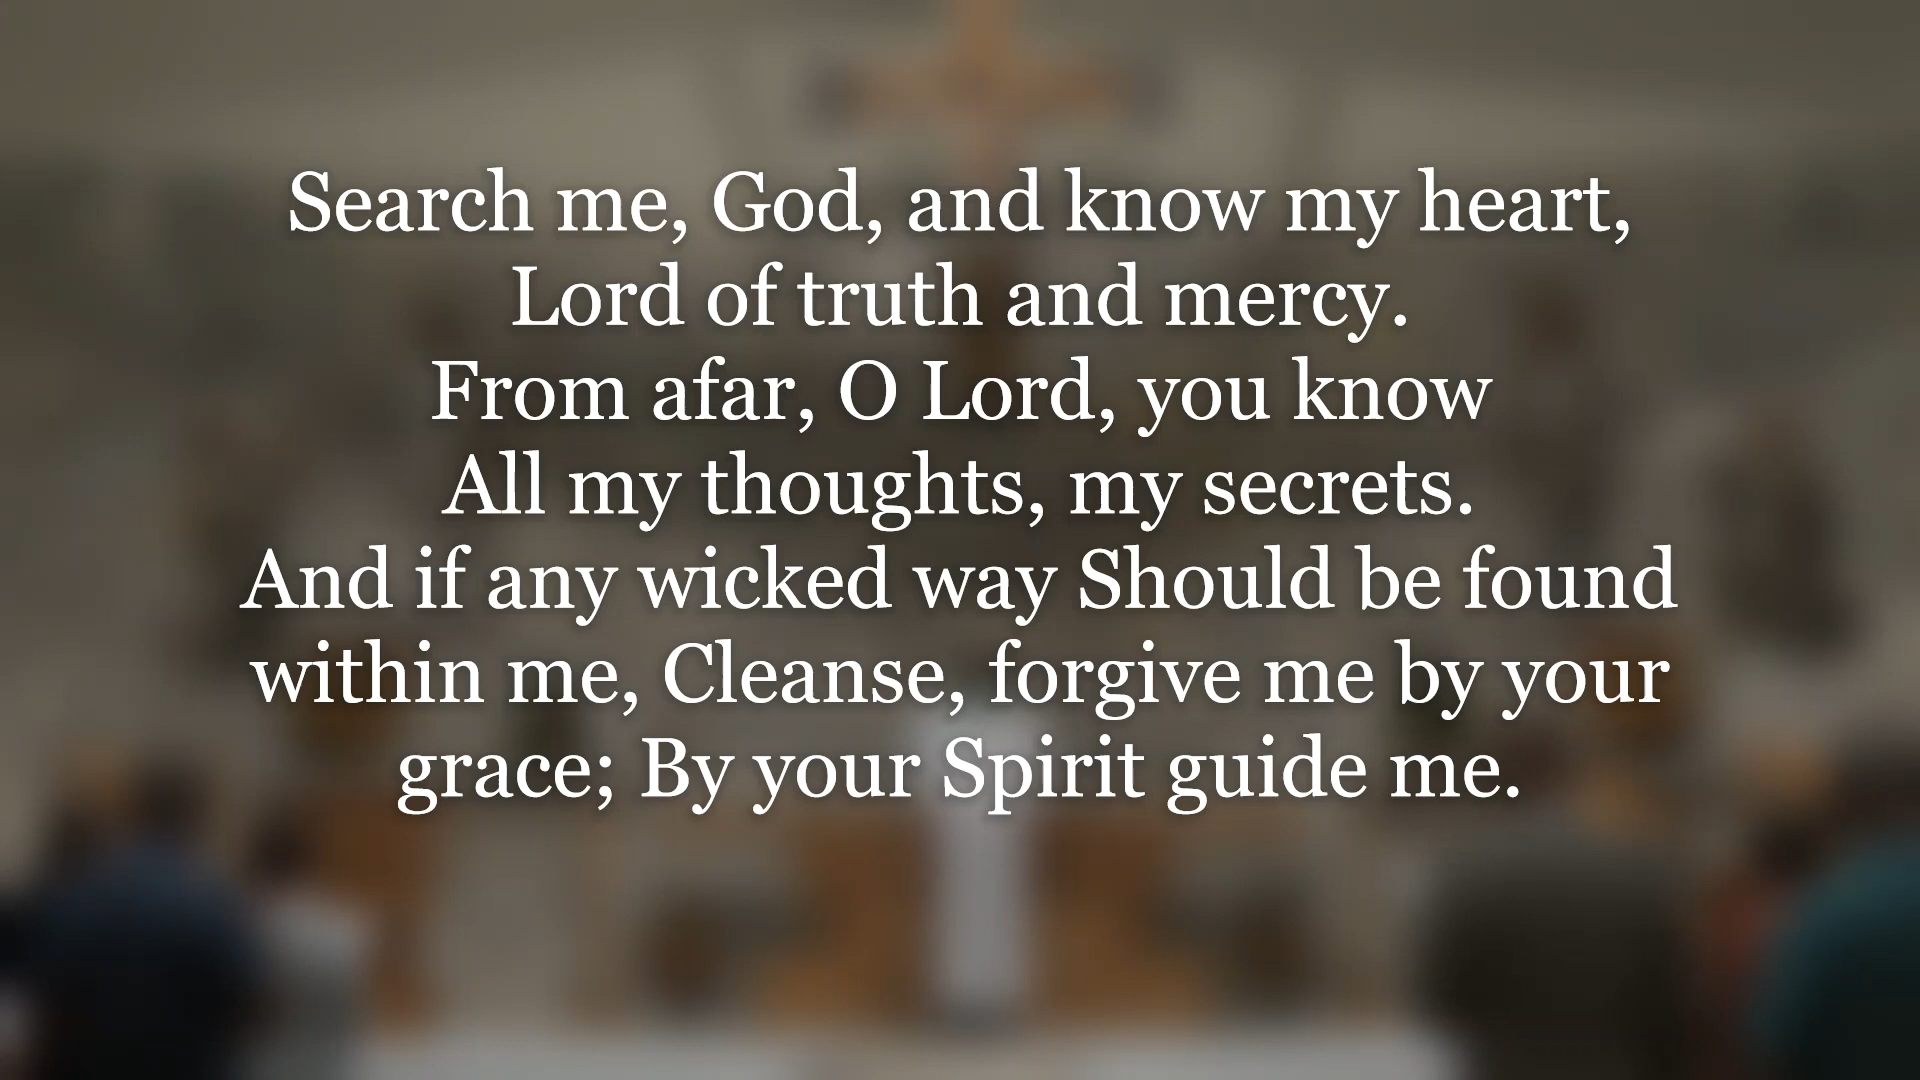 Search me, God, and know my heart,
Lord of truth and mercy.
From afar, O Lord, you know
All my thoughts, my secrets.
And if any wicked way Should be found
within me, Cleanse, forgive me by your
grace; By your Spirit guide me.